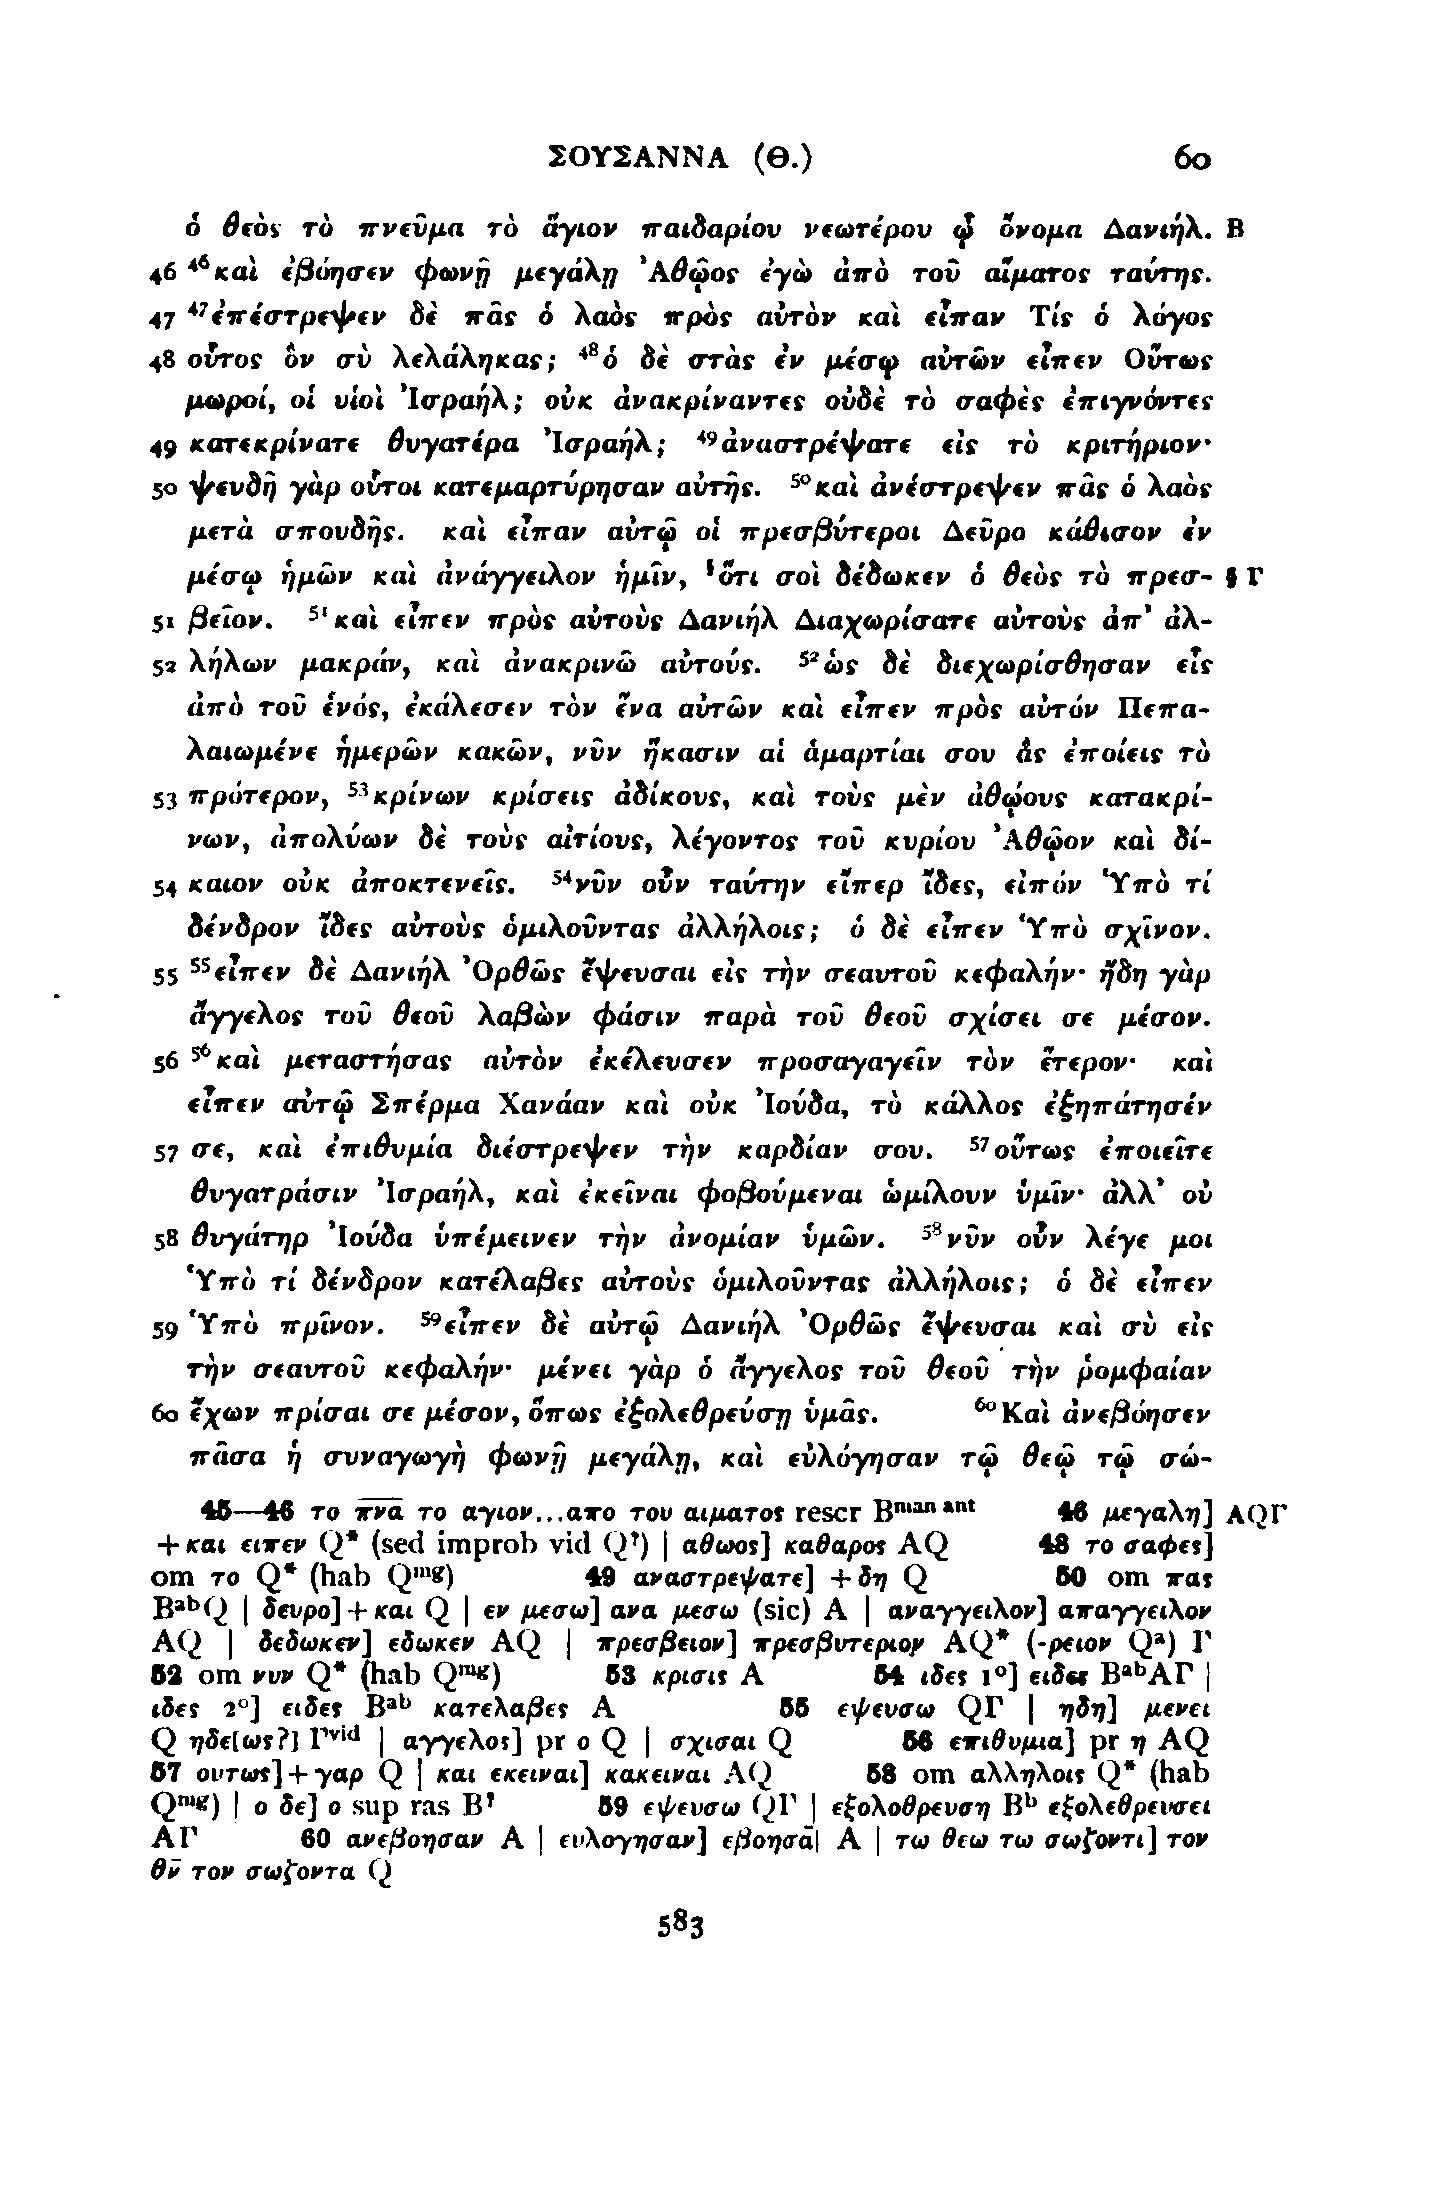 ΣΟΥΣΑΝΝΑ (Θ.) 60
ὁ θεὸς τὸ πνεῦμα τὸ ἅγιον παιδαρίου νεωτέρου ᾧ ὄνομα Δανιήλ. B
46 ⁴⁶καὶ ἐβόησεν φωνῇ μεγάλῃ Ἀθῷος ἐγὼ ἀπὸ τοῦ αἵματος ταύτης.
47 ⁴⁷ἐπέστρεψεν δὲ πᾶς ὁ λαὸς πρὸς αὐτὸν καὶ εἶπαν Τίς ὁ λόγος
48 οὗτος ὃν σὺ λελάληκας; ⁴⁸ὁ δὲ στὰς ἐν μέσῳ αὐτῶν εἶπεν Οὕτως
μωροί, οἱ υἱοὶ Ἰσραήλ; οὐκ ἀνακρίναντες οὐδὲ τὸ σαφὲς ἐπιγνόντες
49 κατεκρίνατε θυγατέρα Ἰσραήλ; ⁴⁹ἀναστρέψατε εἰς τὸ κριτήριον·
50 ψευδῆ γὰρ οὗτοι κατεμαρτύρησαν αὐτῆς. ⁵⁰καὶ ἀνέστρεψεν πᾶς ὁ λαὸς
μετὰ σπουδῆς. καὶ εἶπαν αὐτῷ οἱ πρεσβύτεροι Δεῦρο κάθισον ἐν
μέσῳ ἡμῶν καὶ ἀνάγγειλον ἡμῖν, §ὅτι σοὶ δέδωκεν ὁ θεὸς τὸ πρεσ- § Γ
51 βεῖον. ⁵¹καὶ εἶπεν πρὸς αὐτοὺς Δανιήλ Διαχωρίσατε αὐτοὺς ἀπ’ ἀλ-
52 λήλων μακράν, καὶ ἀνακρινῶ αὐτούς. ⁵²ὡς δὲ διεχωρίσθησαν εἷς
ἀπὸ τοῦ ἑνός, ἐκάλεσεν τὸν ἕνα αὐτῶν καὶ εἶπεν πρὸς αὐτόν Πεπα-
λαιωμένε ἡμερῶν κακῶν, νῦν ἥκασιν αἱ ἁμαρτίαι σου ἃς ἐποίεις τὸ
53 πρότερον, ⁵³κρίνων κρίσεις ἀδίκους, καὶ τοὺς μὲν ἀθῴους κατακρί-
νων, ἀπολύων δὲ τοὺς αἰτίους, λέγοντος τοῦ κυρίου Ἀθῷον καὶ δί-
54 καιον οὐκ ἀποκτενεῖς. ⁵⁴νῦν οὖν ταύτην εἴπερ ἴδες, εἰπόν Ὑπὸ τί
δένδρον ἴδες αὐτοὺς ὁμιλοῦντας ἀλλήλοις; ὁ δὲ εἶπεν Ὑπὸ σχῖνον.
55 ⁵⁵εἶπεν δὲ Δανιήλ Ὀρθῶς ἔψευσαι εἰς τὴν σεαυτοῦ κεφαλήν· ἤδη γὰρ
ἄγγελος τοῦ θεοῦ λαβὼν φάσιν παρὰ τοῦ θεοῦ σχίσει σε μέσον.
56 ⁵⁶καὶ μεταστήσας αὐτὸν ἐκέλευσεν προσαγαγεῖν τὸν ἕτερον· καὶ
εἶπεν αὐτῷ Σπέρμα Χανάαν καὶ οὐκ Ἰούδα, τὸ κάλλος ἐξηπάτησέν
57 σε, καὶ ἐπιθυμία διέστρεψεν τὴν καρδίαν σου. ⁵⁷οὕτως ἐποιεῖτε
θυγατράσιν Ἰσραήλ, καὶ ἐκεῖναι φοβούμεναι ὡμίλουν ὑμῖν· ἀλλ’ οὐ
58 θυγάτηρ Ἰούδα ὑπέμεινεν τὴν ἀνομίαν ὑμῶν. ⁵⁸νῦν οὖν λέγε μοι
Ὑπὸ τί δένδρον κατέλαβες αὐτοὺς ὁμιλοῦντας ἀλλήλοις; ὁ δὲ εἶπεν
59 Ὑπὸ πρῖνον. ⁵⁹εἶπεν δὲ αὐτῷ Δανιήλ Ὀρθῶς ἔψευσαι καὶ σὺ εἰς
τὴν σεαυτοῦ κεφαλήν· μένει γὰρ ὁ ἄγγελος τοῦ θεοῦ τὴν ῥομφαίαν
60 ἔχων πρίσαι σε μέσον, ὅπως ἐξολεθρεύσῃ ὑμᾶς. ⁶⁰Καὶ ἀνεβόησεν
πᾶσα ἡ συναγωγὴ φωνῇ μεγάλῃ, καὶ εὐλόγησαν τῷ θεῷ τῷ σώ-
45—46 το π̅ν̅α̅ το αγιον...απο του αιματος rescr Bᵐᵃⁿ ᵃⁿᵗ 46 μεγαλη] AQΓ
+και ειπεν Q* (sed improb vid Q?) | αθωος] καθαρος AQ 48 το σαφες]
om το Q* (hab Qᵐᵍ) 49 αναστρεψατε] +δη Q 50 om πας
BᵃᵇQ | δευρο]+και Q | εν μεσω] ανα μεσω (sic) A | αναγγειλον] απαγγειλον
AQ | δεδωκεν] εδωκεν AQ | πρεσβειον] πρεσβυτεριον AQ* (-ρειον Qᵃ) Γ
52 om νυν Q* (hab Qᵐᵍ) 53 κρισις A 54 ιδες 1°] ειδες BᵃᵇAΓ |
ιδες 2°] ειδες Bᵃᵇ κατελαβες A 55 εψευσω QΓ | ηδη] μενει
Q ηδε[ως?] Γᵛⁱᵈ | αγγελος] pr ο Q | σχισαι Q 56 επιθυμια] pr η AQ
57 ουτως]+γαρ Q | και εκειναι] κακειναι AQ 58 om αλληλοις Q* (hab
Qᵐᵍ) | ο δε] ο sup ras B? 59 εψευσω QΓ | εξολοθρευση Bᵇ εξολεθρευσει
AΓ 60 ανεβοησαν A | ευλογησαν] εβοησα̅| A | τω θεω τω σωζοντι] τον
θ̅ν̅ τον σωζοντα Q
583